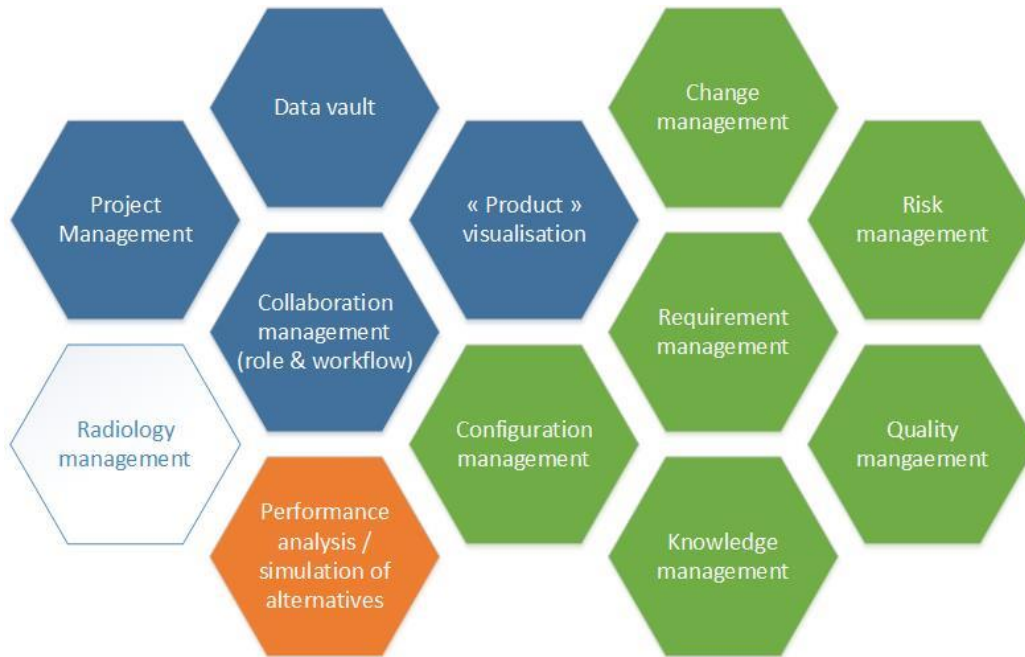 Data vault
Change
management
Project
Management
« Product »
visualisation
Risk
management
Collaboration
management
(role & workflow)
Requirement
management
Radiology
management
Configuration
management
Quality
mangaement
Performance
analysis /
simulation of
alternatives
Knowledge
management